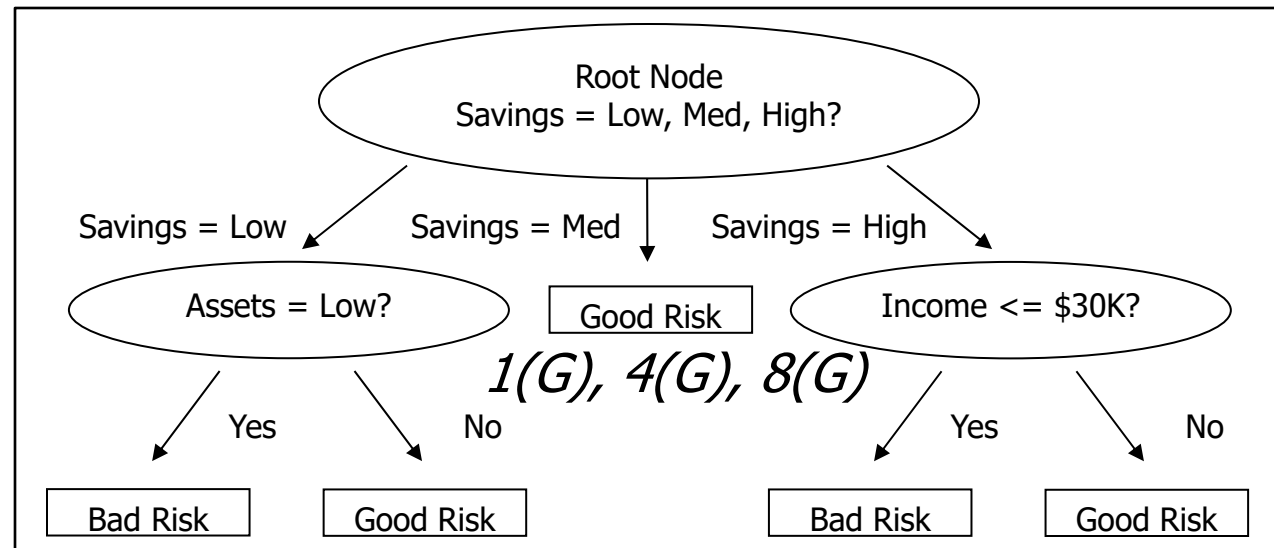 Root Node
Savings = Low, Med, High?
Savings = Low
Savings = Med
Savings = High
Assets = Low?
Good Risk
Income <= $30K?
1(G), 4(G), 8(G)
Yes
No
Yes
No
Bad Risk
Good Risk
Bad Risk
Good Risk